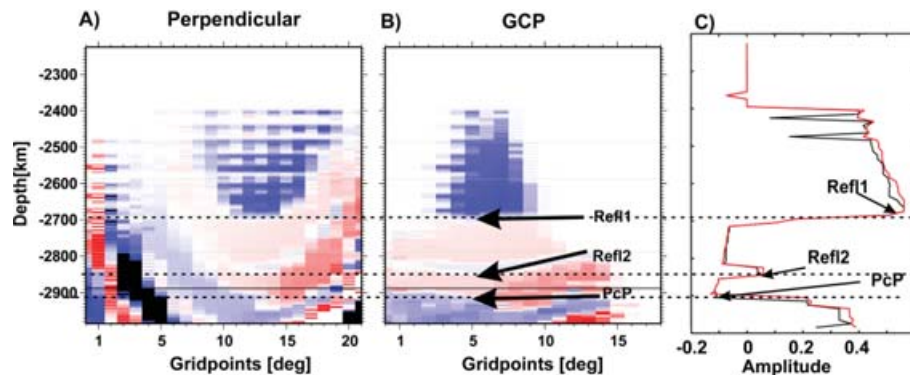 A) Perpendicular
B) GCP
C)
Depth[km]
-2300
-2400
-2500
-2600
-2700
-2800
-2900
1 5 10 15 20
Gridpoints [deg]
1 5 10 15
Gridpoints [deg]
Refl1
Refl2
PcP
Refl1
Refl2
PcP
-0.2 0 0.2 0.4
Amplitude